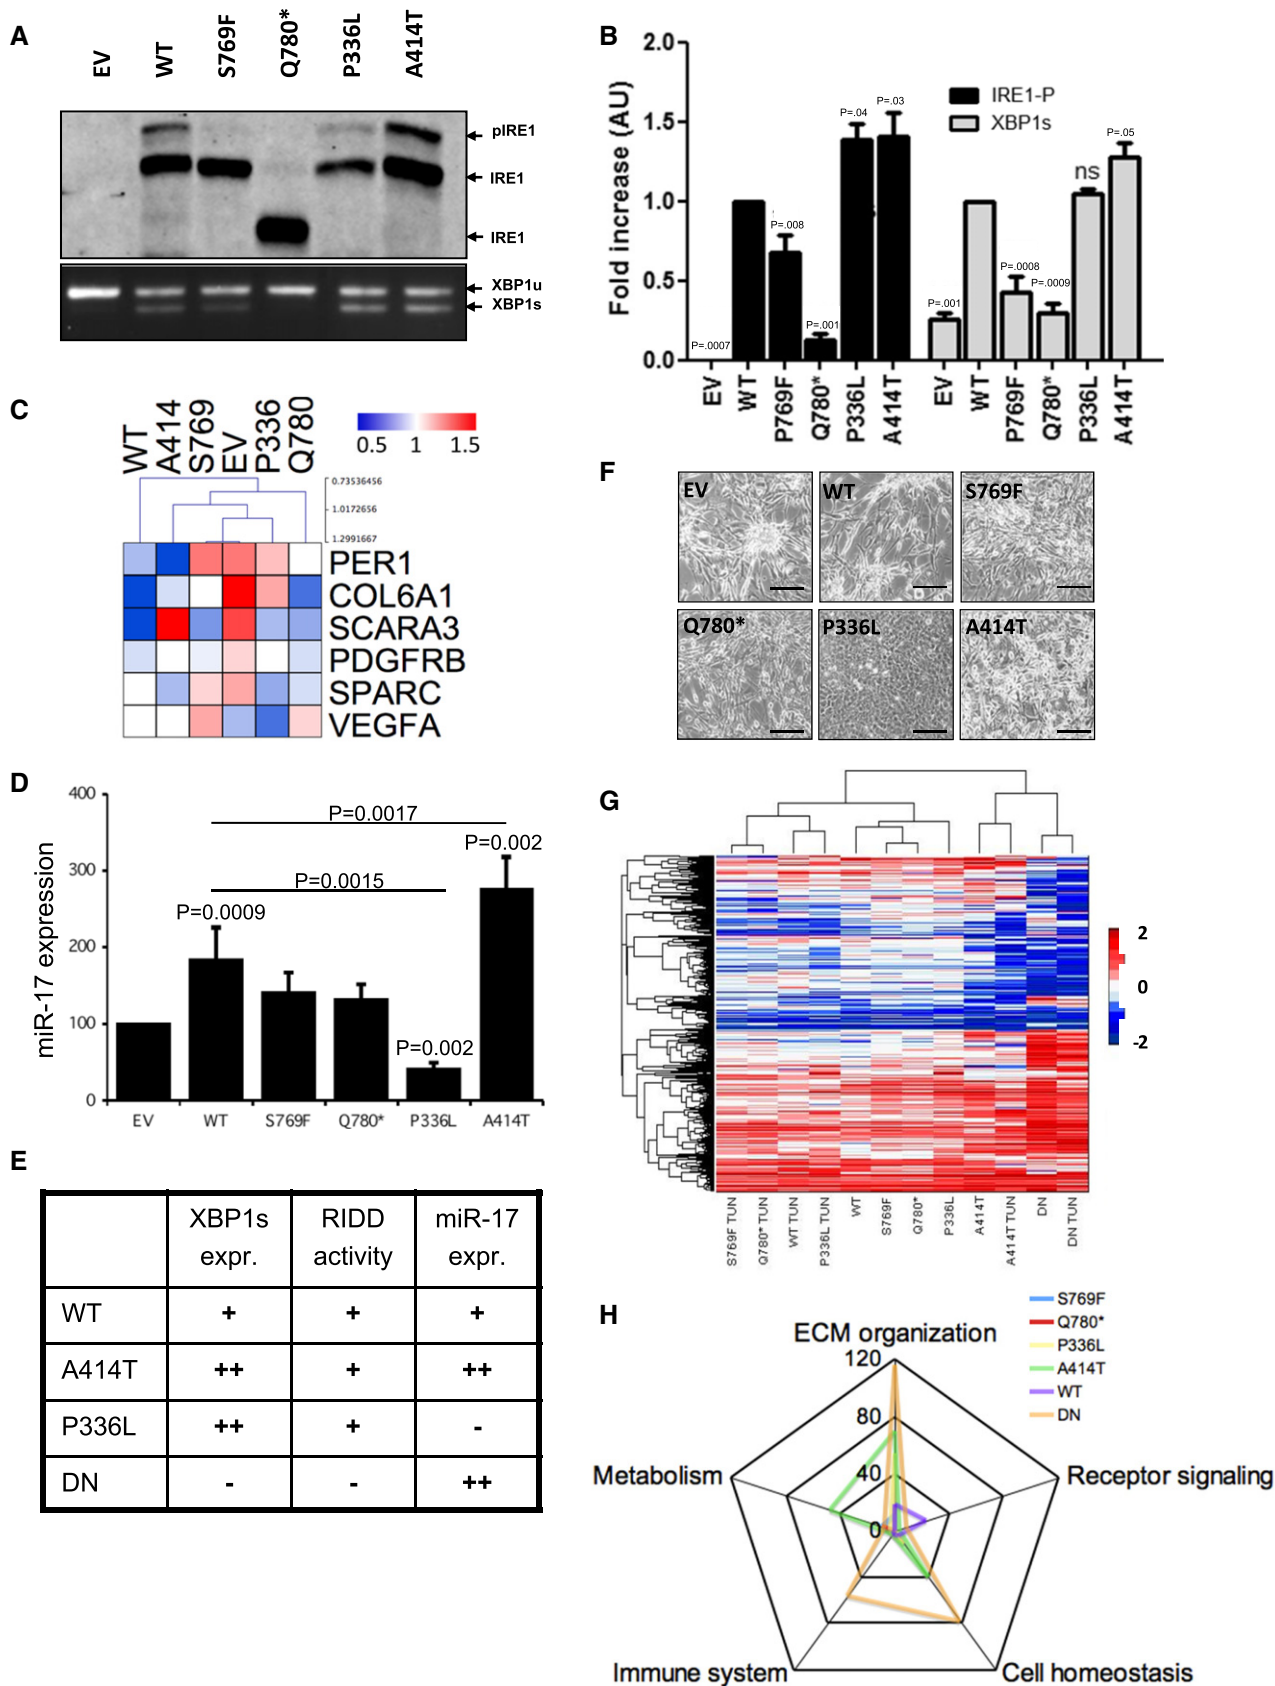 A
EV
WT
S769F
Q780*
P336L
A414T
pIRE1
IRE1
IRE1
XBP1u
XBP1s
B
Fold increase (AU)
2.0
1.5
1.0
0.5
0.0
IRE1-P
XBP1s
P=.0007
P=.008
P=.001
P=.04
P=.03
P=.001
P=.0008
P=.0009
ns
P=.05
EV
WT
P769F
Q780*
P336L
A414T
EV
WT
P769F
Q780*
P336L
A414T
C
WT
A414
S769
EV
P336
Q780
0.5 1 1.5
0.73536456
1.0172656
1.2991667
PER1
COL6A1
SCARA3
PDGFRB
SPARC
VEGFA
F
EV
WT
S769F
Q780*
P336L
A414T
D
miR-17 expression
400
300
200
100
0
P=0.0017
P=0.002
P=0.0015
P=0.0009
P=0.002
EV WT S769F Q780* P336L A414T
G
2
0
-2
S769F TUN
Q780* TUN
WT TUN
P336L TUN
WT
S769F
Q780*
P336L
A414T
A414T TUN
DN
DN TUN
E
XBP1s expr. RIDD activity miR-17 expr.
WT + + +
A414T ++ + ++
P336L ++ + -
DN - - ++
H
S769F
Q780*
P336L
A414T
WT
DN
ECM organization
120
80
40
0
Metabolism
Receptor signaling
Immune system
Cell homeostasis